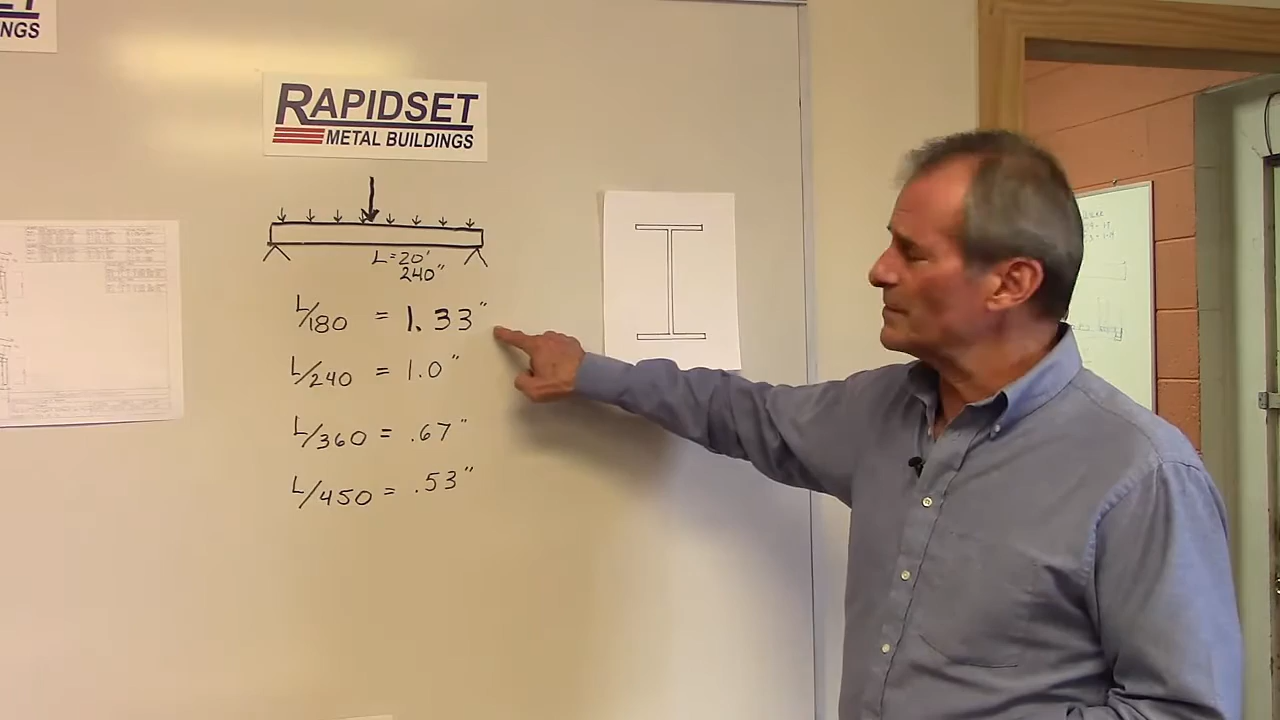 NGS
RAPIDSET
METAL BUILDINGS
L=20'
240"
L/180 = 1.33"
L/240 = 1.0"
L/360 = .67"
L/450 = .53"